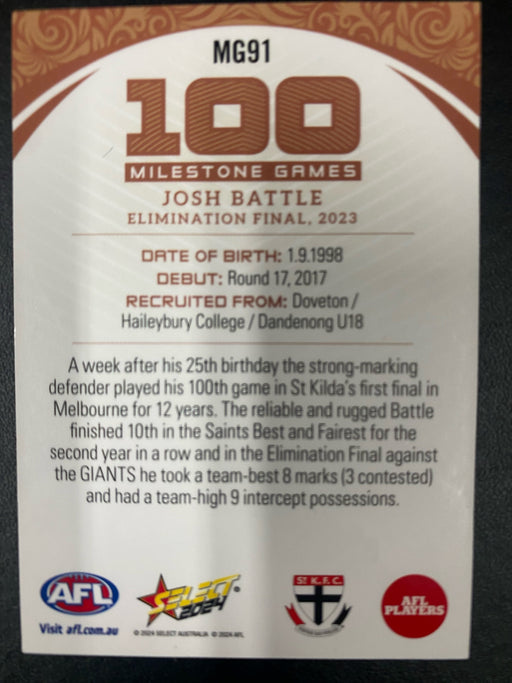 MG91
100
MILESTONE GAMES
JOSH BATTLE
ELIMINATION FINAL, 2023
DATE OF BIRTH: 1.9.1998
DEBUT: Round 17, 2017
RECRUITED FROM: Doveton /
Haileybury College / Dandenong U18
A week after his 25th birthday the strong-marking
defender played his 100th game in St Kilda's first final in
Melbourne for 12 years. The reliable and rugged Battle
finished 10th in the Saints Best and Fairest for the
second year in a row and in the Elimination Final against
the GIANTS he took a team-best 8 marks (3 contested)
and had a team-high 9 intercept possessions.
AFL
Visit afl.com.au
SELECT
2024
© 2024 SELECT AUSTRALIA © 2024 AFL
ST K.F.C.
AFL
PLAYERS